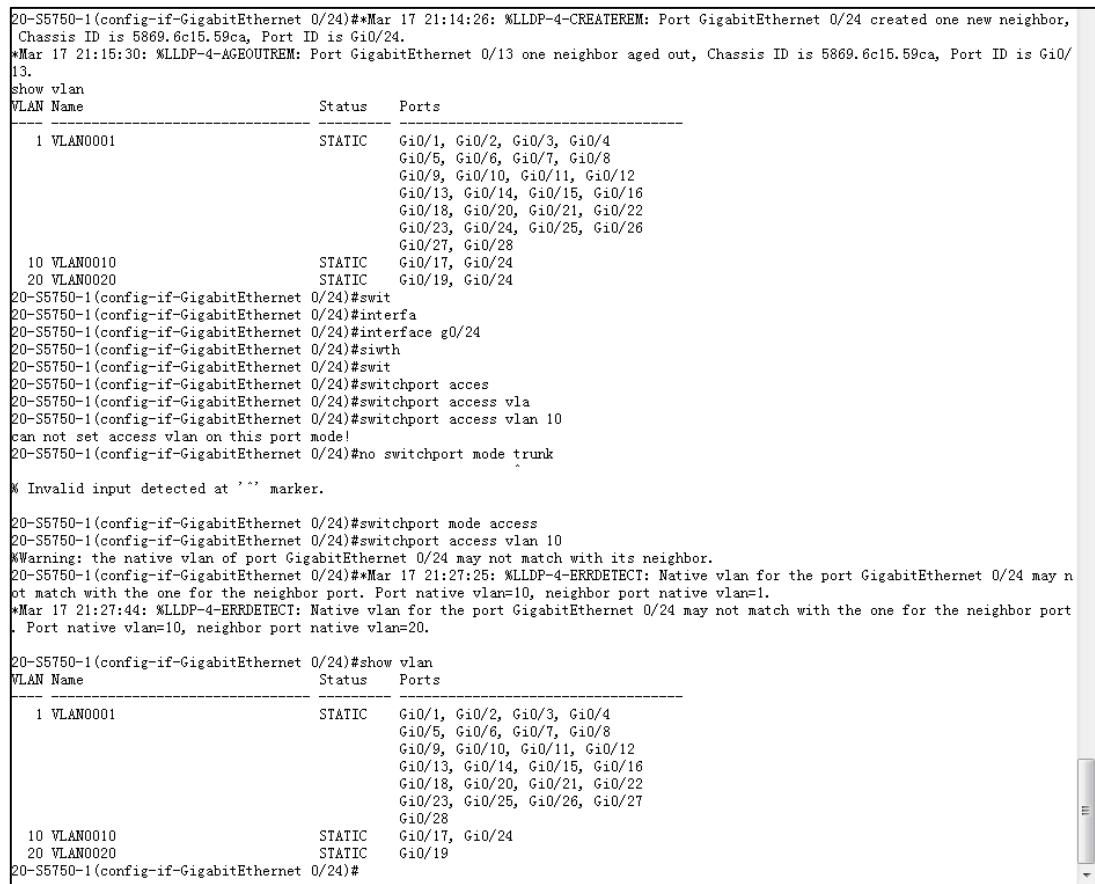 20-S5750-1(config-if-GigabitEthernet 0/24)#*Mar 17 21:14:26: %LLDP-4-CREATEREM: Port GigabitEthernet 0/24 created one new neighbor,
 Chassis ID is 5869.6c15.59ca, Port ID is Gi0/24.
*Mar 17 21:15:30: %LLDP-4-AGEOUTREM: Port GigabitEthernet 0/13 one neighbor aged out, Chassis ID is 5869.6c15.59ca, Port ID is Gi0/
13.
show vlan
VLAN Name                             Status    Ports
---- -------------------------------- --------- -----------------------------------
   1 VLAN0001                         STATIC    Gi0/1, Gi0/2, Gi0/3, Gi0/4
                                                Gi0/5, Gi0/6, Gi0/7, Gi0/8
                                                Gi0/9, Gi0/10, Gi0/11, Gi0/12
                                                Gi0/13, Gi0/14, Gi0/15, Gi0/16
                                                Gi0/18, Gi0/20, Gi0/21, Gi0/22
                                                Gi0/23, Gi0/24, Gi0/25, Gi0/26
                                                Gi0/27, Gi0/28
  10 VLAN0010                         STATIC    Gi0/17, Gi0/24
  20 VLAN0020                         STATIC    Gi0/19, Gi0/24
20-S5750-1(config-if-GigabitEthernet 0/24)#swit
20-S5750-1(config-if-GigabitEthernet 0/24)#interfa
20-S5750-1(config-if-GigabitEthernet 0/24)#interface g0/24
20-S5750-1(config-if-GigabitEthernet 0/24)#siwth
20-S5750-1(config-if-GigabitEthernet 0/24)#swit
20-S5750-1(config-if-GigabitEthernet 0/24)#switchport acces
20-S5750-1(config-if-GigabitEthernet 0/24)#switchport access vla
20-S5750-1(config-if-GigabitEthernet 0/24)#switchport access vlan 10
can not set access vlan on this port mode!
20-S5750-1(config-if-GigabitEthernet 0/24)#no switchport mode trunk
                                                              ^
% Invalid input detected at '^' marker.
20-S5750-1(config-if-GigabitEthernet 0/24)#switchport mode access
20-S5750-1(config-if-GigabitEthernet 0/24)#switchport access vlan 10
%Warning: the native vlan of port GigabitEthernet 0/24 may not match with its neighbor.
20-S5750-1(config-if-GigabitEthernet 0/24)#*Mar 17 21:27:25: %LLDP-4-ERRDETECT: Native vlan for the port GigabitEthernet 0/24 may n
ot match with the one for the neighbor port. Port native vlan=10, neighbor port native vlan=1.
*Mar 17 21:27:44: %LLDP-4-ERRDETECT: Native vlan for the port GigabitEthernet 0/24 may not match with the one for the neighbor port
. Port native vlan=10, neighbor port native vlan=20.
20-S5750-1(config-if-GigabitEthernet 0/24)#show vlan
VLAN Name                             Status    Ports
---- -------------------------------- --------- -----------------------------------
   1 VLAN0001                         STATIC    Gi0/1, Gi0/2, Gi0/3, Gi0/4
                                                Gi0/5, Gi0/6, Gi0/7, Gi0/8
                                                Gi0/9, Gi0/10, Gi0/11, Gi0/12
                                                Gi0/13, Gi0/14, Gi0/15, Gi0/16
                                                Gi0/18, Gi0/20, Gi0/21, Gi0/22
                                                Gi0/23, Gi0/25, Gi0/26, Gi0/27
                                                Gi0/28
  10 VLAN0010                         STATIC    Gi0/17, Gi0/24
  20 VLAN0020                         STATIC    Gi0/19
20-S5750-1(config-if-GigabitEthernet 0/24)#